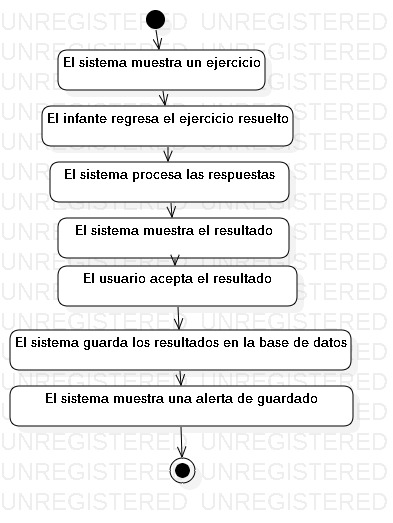 El sistema muestra un ejercicio
El infante regresa el ejercicio resuelto
El sistema procesa las respuestas
El sistema muestra el resultado
El usuario acepta el resultado
El sistema guarda los resultados en la base de datos
El sistema muestra una alerta de guardado
UNREGISTERED